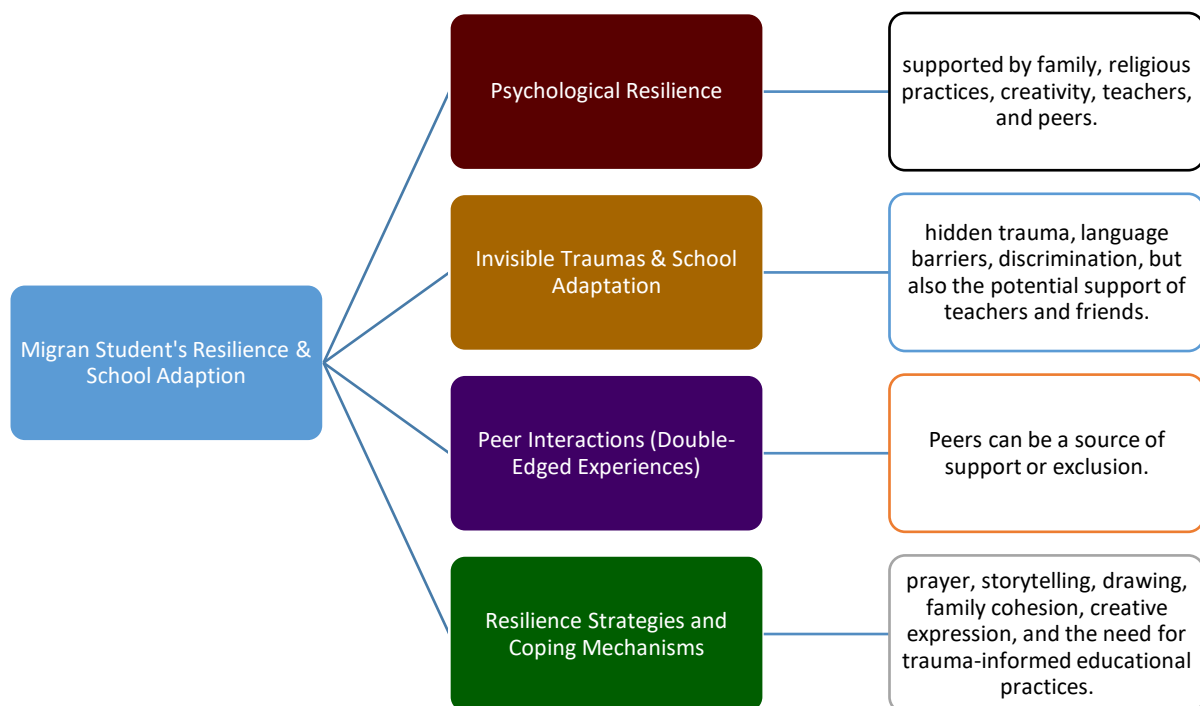 Migran Student's Resilience &
School Adaption
Psychological Resilience
supported by family, religious
practices, creativity, teachers,
and peers.
Invisible Traumas & School
Adaptation
hidden trauma, language
barriers, discrimination, but
also the potential support of
teachers and friends.
Peer Interactions (Double-
Edged Experiences)
Peers can be a source of
support or exclusion.
Resilience Strategies and
Coping Mechanisms
prayer, storytelling, drawing,
family cohesion, creative
expression, and the need for
trauma-informed educational
practices.